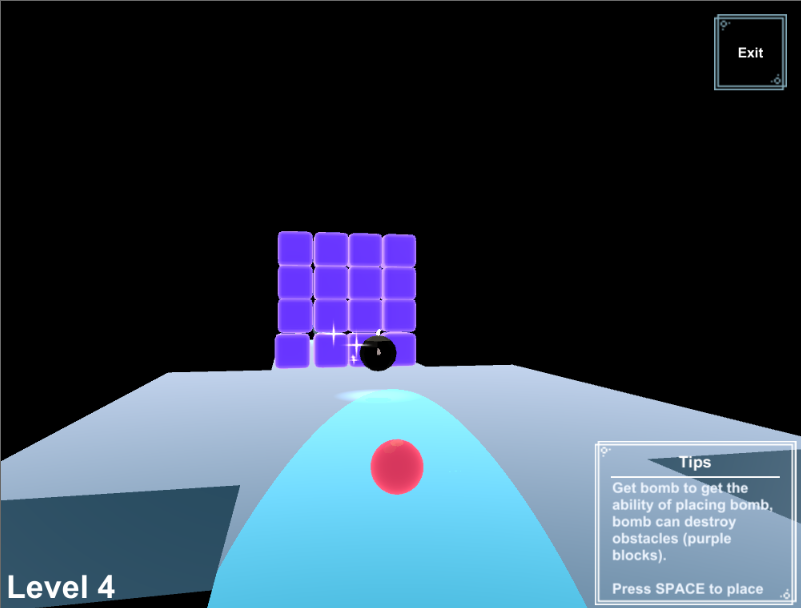 Exit
Tips
Get bomb to get the
ability of placing bomb,
bomb can destroy
obstacles (purple
blocks).
Press SPACE to place
Level 4